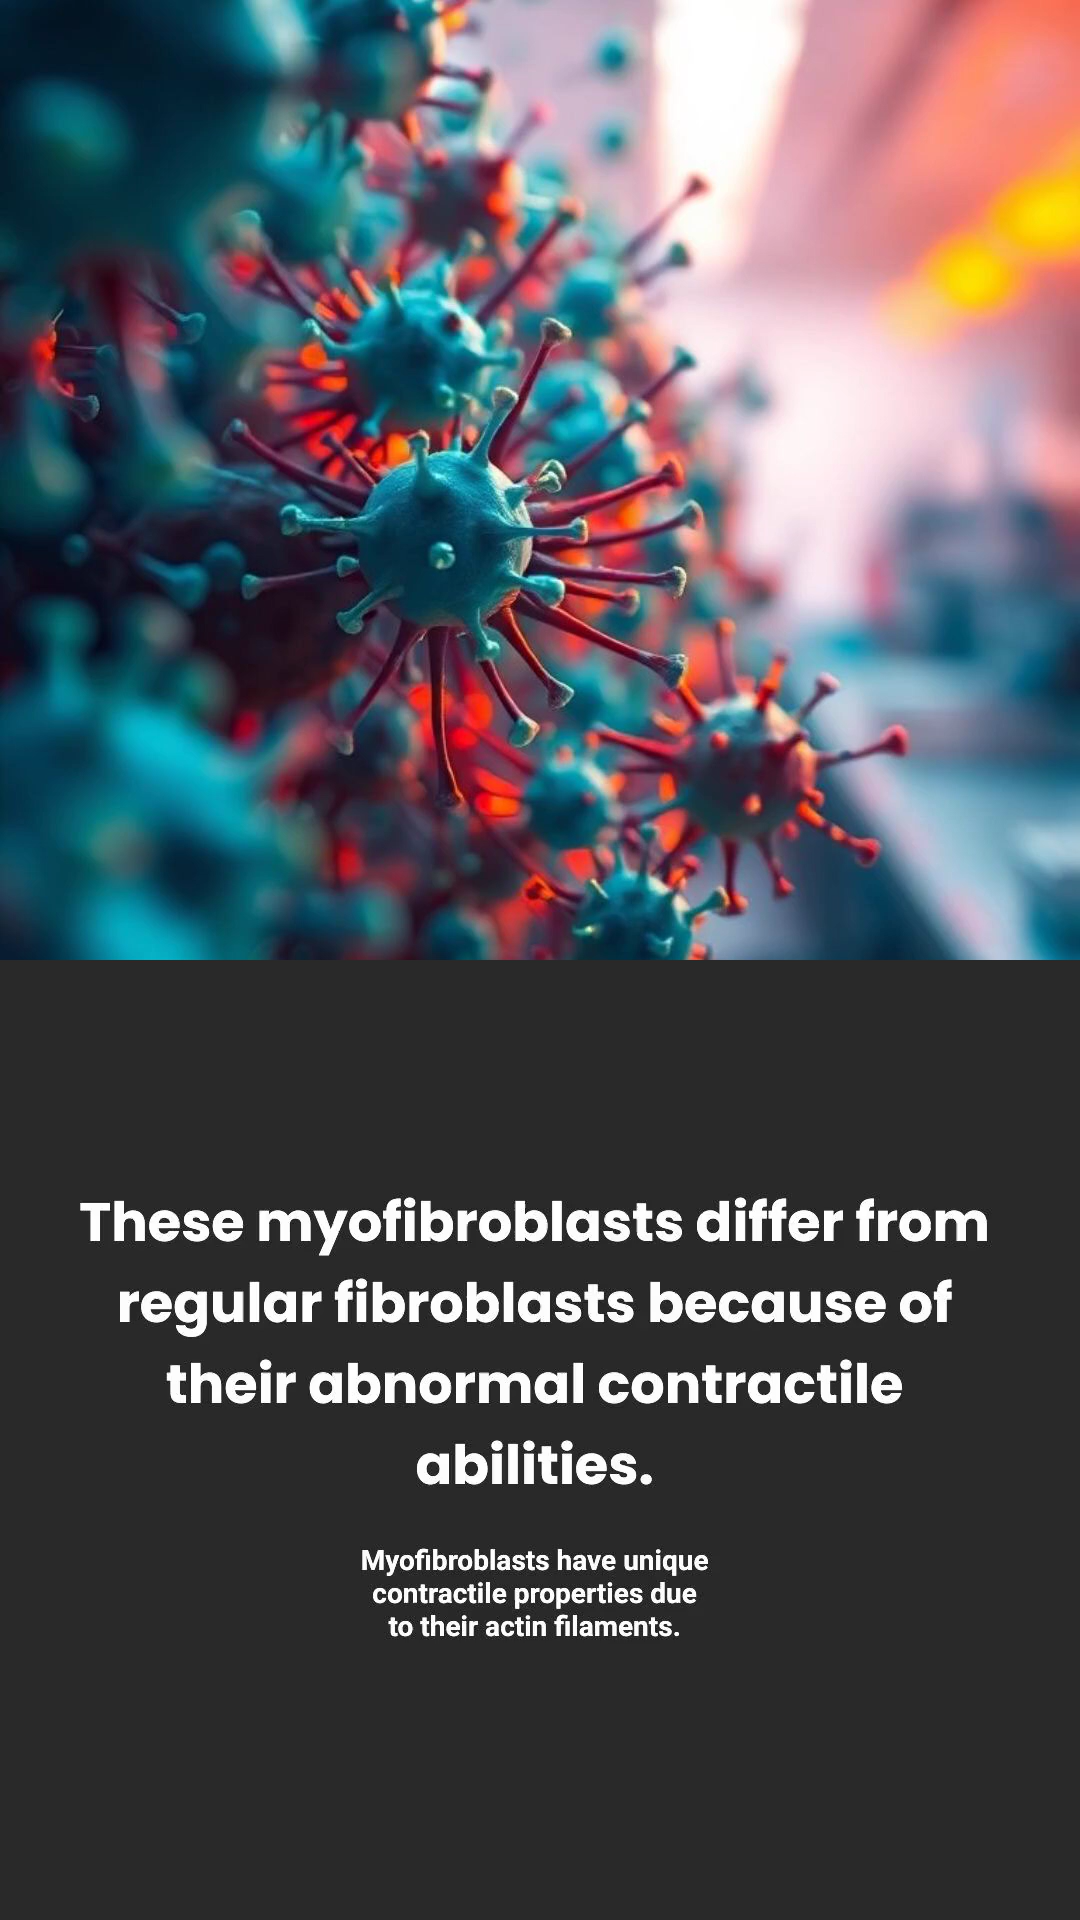 These myofibroblasts differ from
regular fibroblasts because of
their abnormal contractile
abilities.
Myofibroblasts have unique
contractile properties due
to their actin filaments.